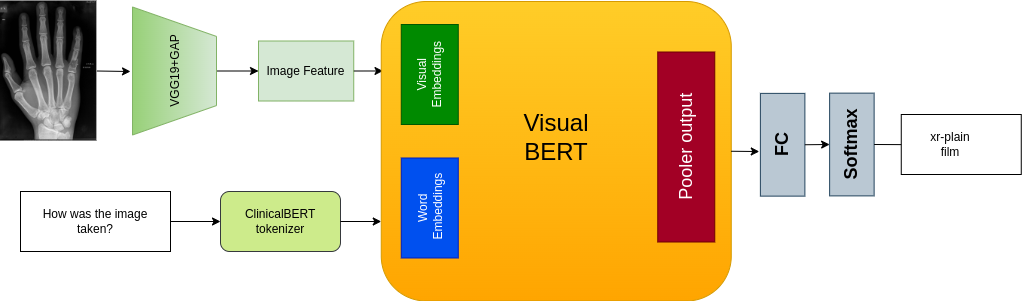 VGG19+GAP
Image Feature
Visual
Embeddings
Visual
BERT
Pooler output
FC
Softmax
xr-plain
film
How was the image
taken?
ClinicalBERT
tokenizer
Word
Embeddings